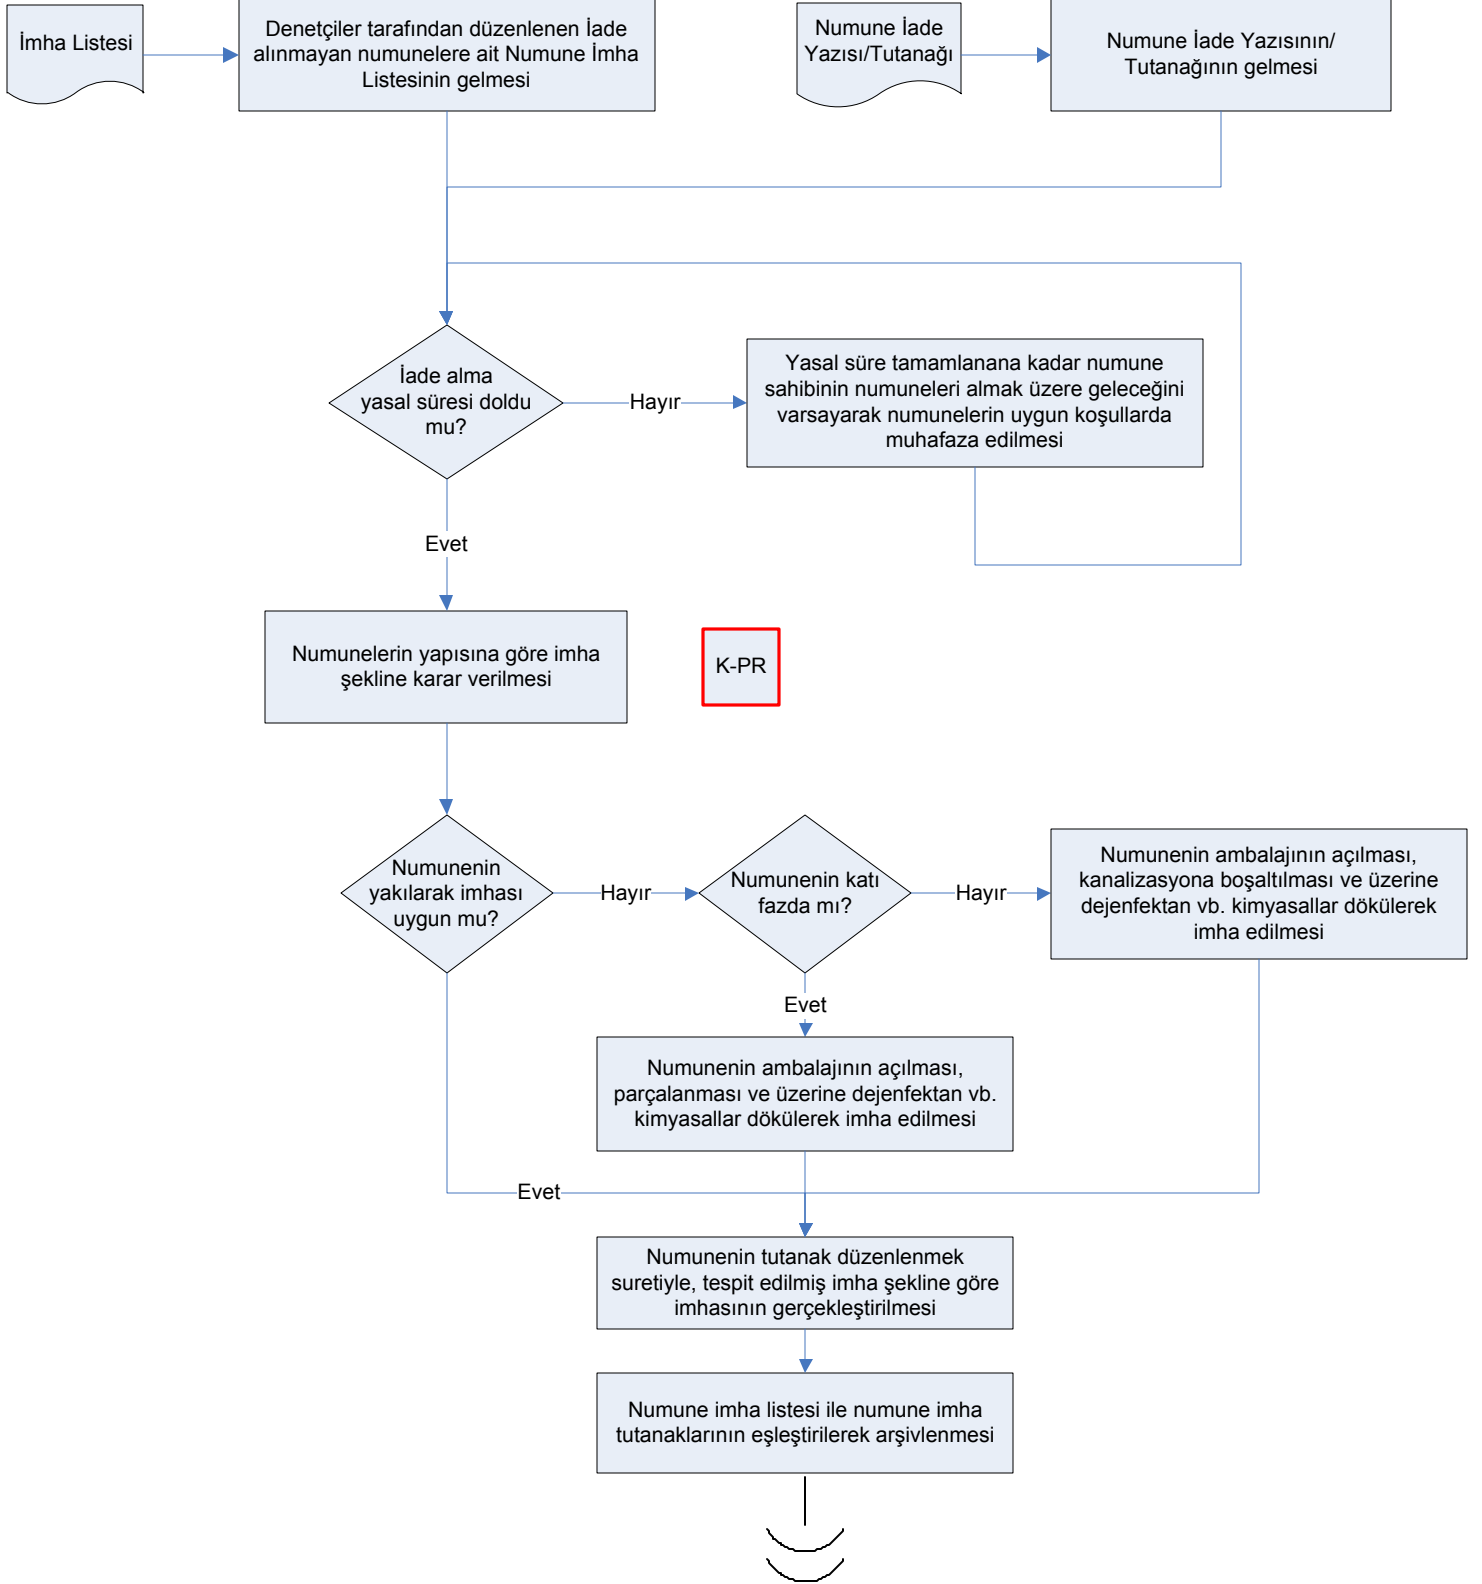 İmha Listesi
Denetçiler tarafından düzenlenen İade
alınmayan numunelere ait Numune İmha
Listesinin gelmesi
Numune İade
Yazısı/Tutanağı
Numune İade Yazısının/
Tutanağının gelmesi
İade alma
yasal süresi doldu
mu?
Hayır
Yasal süre tamamlanana kadar numune
sahibinin numuneleri almak üzere geleceğini
varsayarak numunelerin uygun koşullarda
muhafaza edilmesi
Evet
Numunelerin yapısına göre imha
şekline karar verilmesi
K-PR
Numunenin
yakılarak imhası
uygun mu?
Hayır
Numunenin katı
fazda mı?
Hayır
Numunenin ambalajının açılması,
kanalizasyona boşaltılması ve üzerine
dejenfektan vb. kimyasallar dökülerek
imha edilmesi
Evet
Numunenin ambalajının açılması,
parçalanması ve üzerine dejenfektan vb.
kimyasallar dökülerek imha edilmesi
Evet
Numunenin tutanak düzenlenmek
suretiyle, tespit edilmiş imha şekline göre
imhasının gerçekleştirilmesi
Numune imha listesi ile numune imha
tutanaklarının eşleştirilerek arşivlenmesi